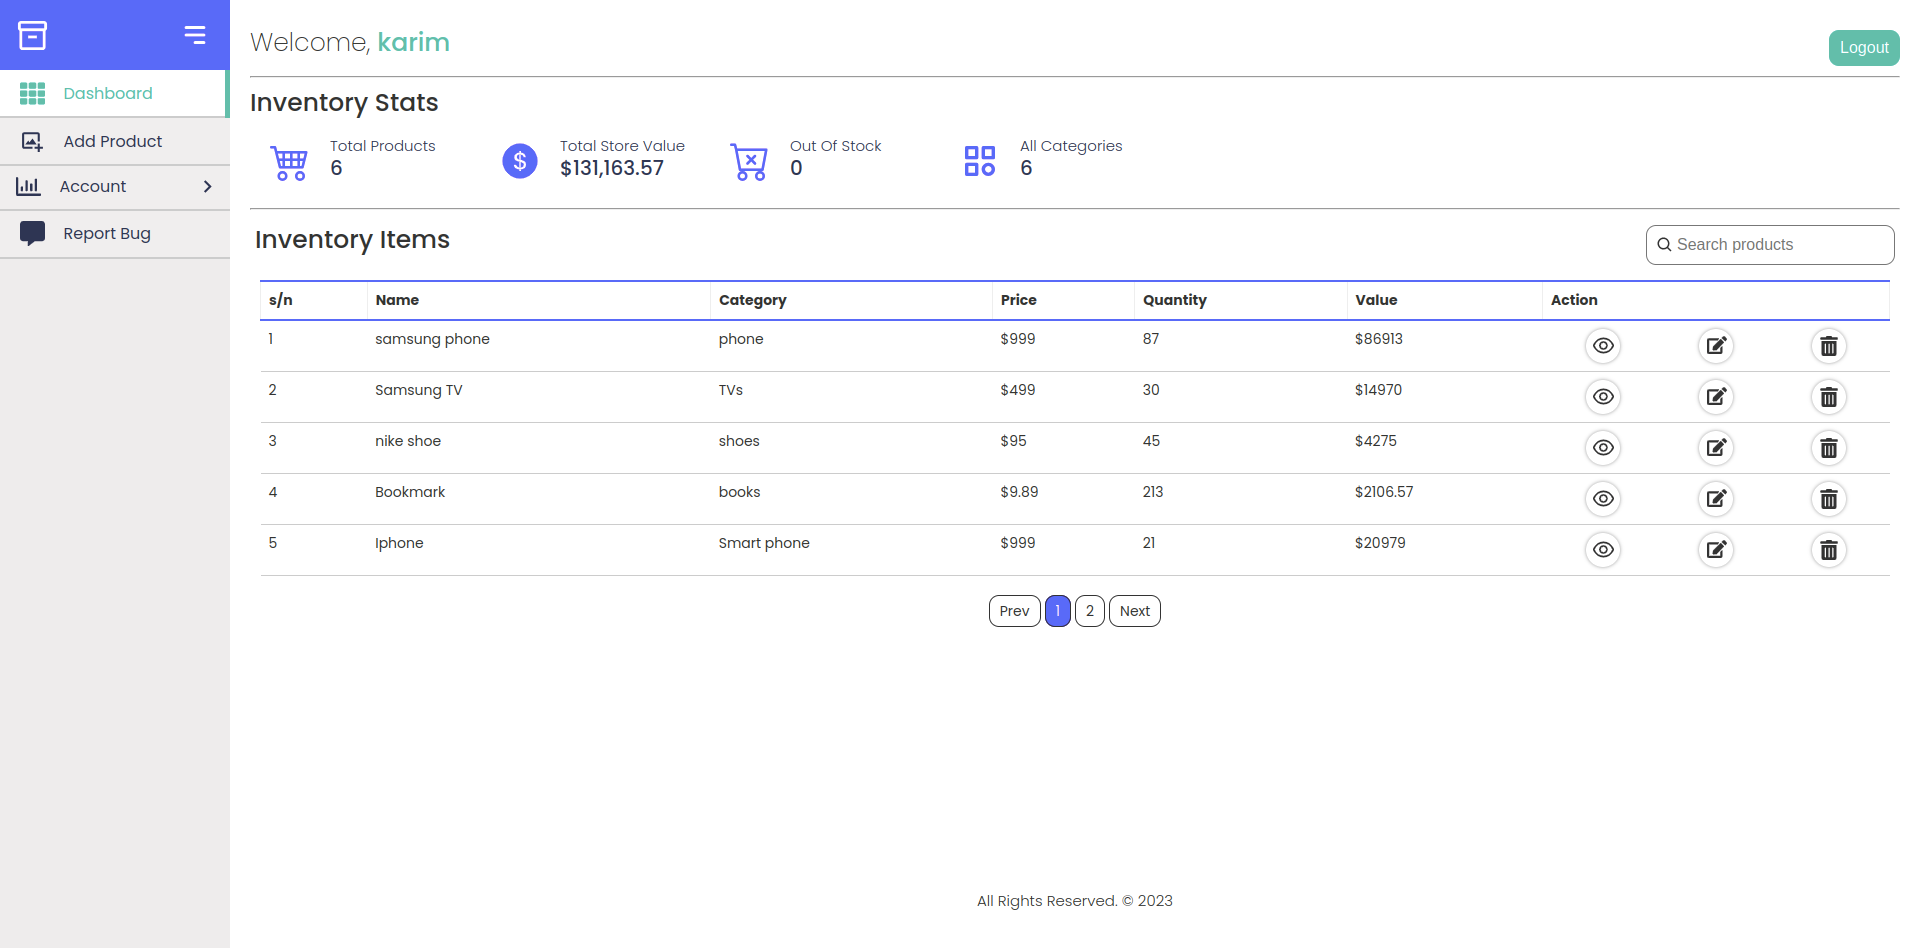 Welcome, karim
Logout
Dashboard
Add Product
Account
Report Bug
Inventory Stats
Total Products
6
Total Store Value
$131,163.57
Out Of Stock
0
All Categories
6
Inventory Items
Search products
s/n Name Category Price Quantity Value Action
1 samsung phone phone $999 87 $86913
2 Samsung TV TVs $499 30 $14970
3 nike shoe shoes $95 45 $4275
4 Bookmark books $9.89 213 $2106.57
5 Iphone Smart phone $999 21 $20979
Prev 1 2 Next
All Rights Reserved. © 2023